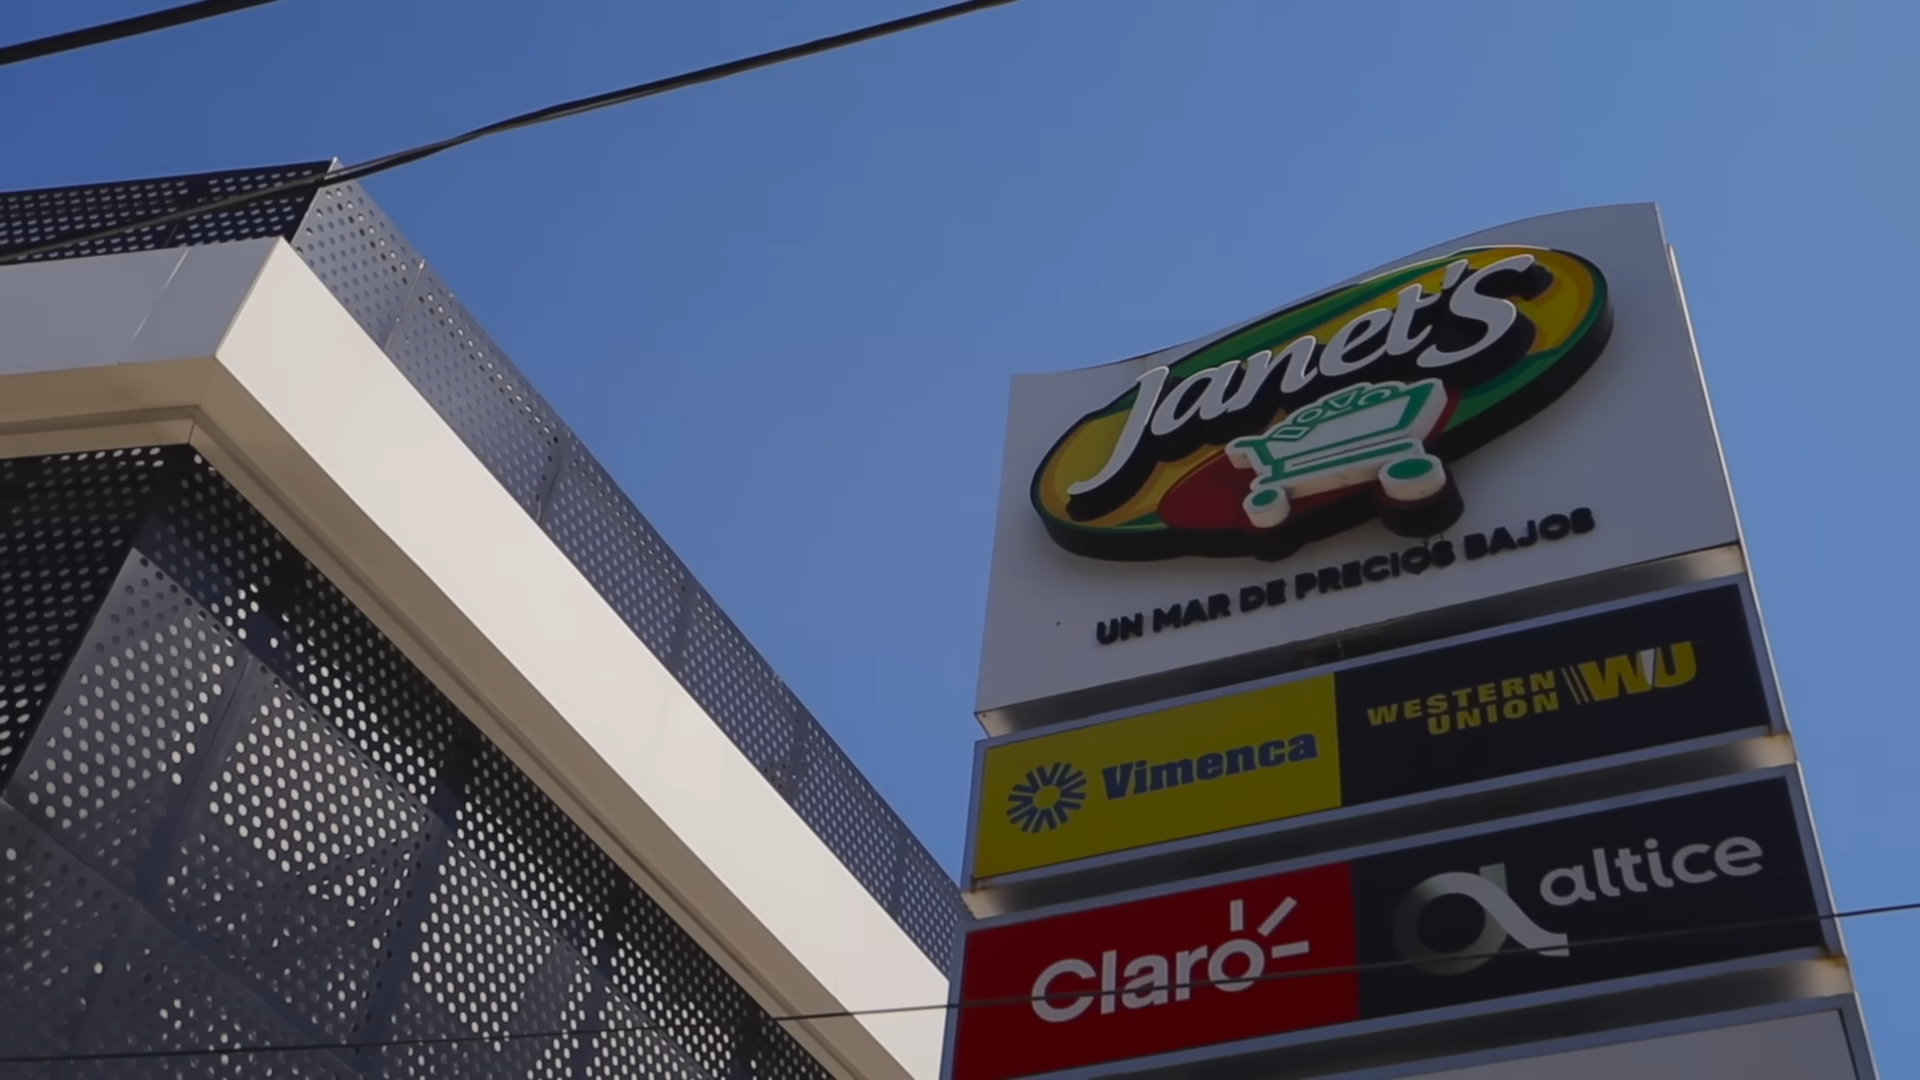 Janet's
UN MAR DE PRECIOS BAJOS
Vimenca
WESTERN
UNION
WU
Claro
altice